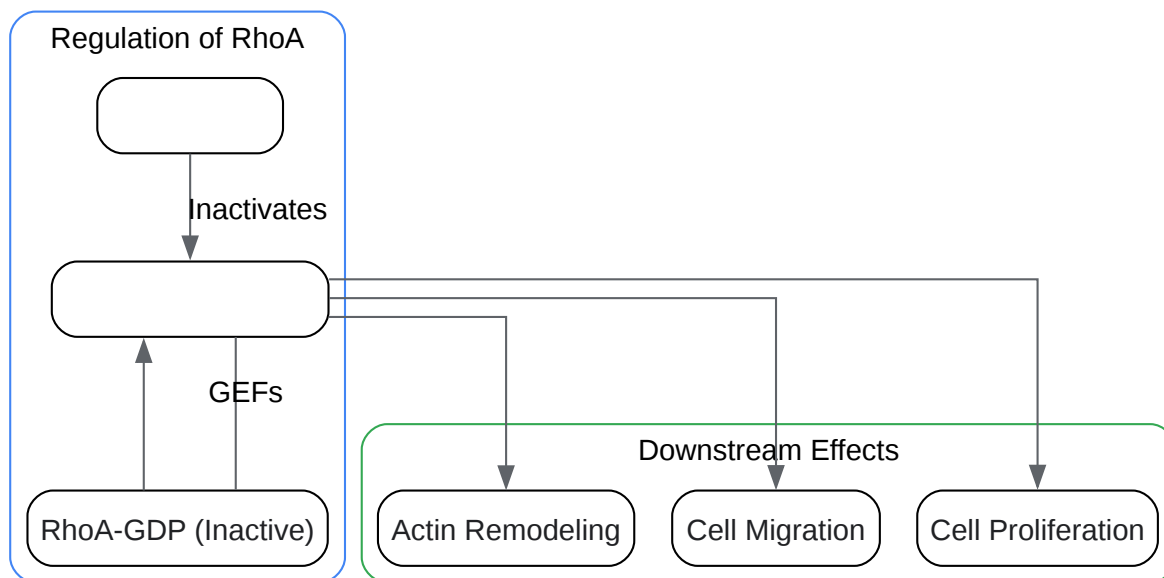 Regulation of RhoA
Inactivates
GEFs
Downstream Effects
RhoA-GDP (Inactive)
Actin Remodeling
Cell Migration
Cell Proliferation